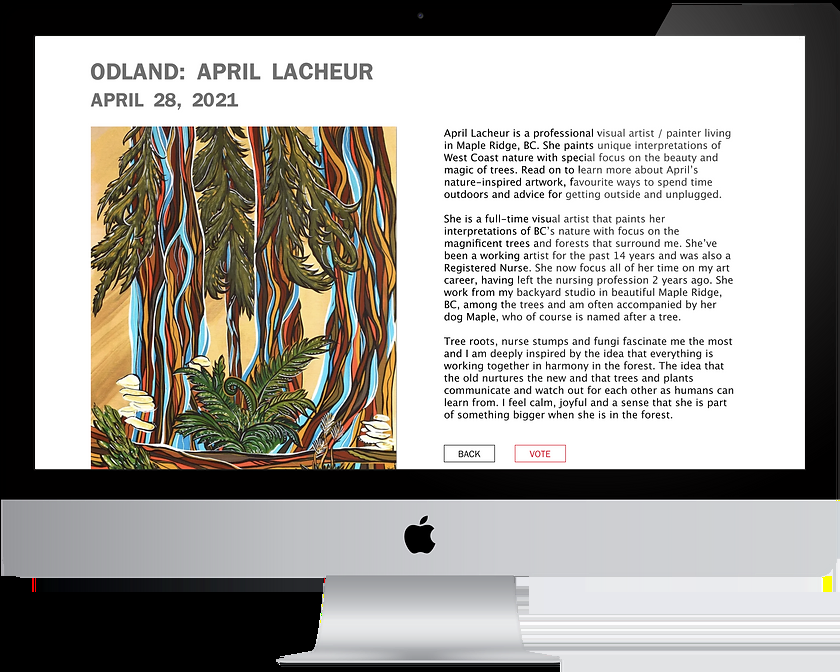 ODLAND: APRIL LACHEUR
APRIL 28, 2021
April Lacheur is a professional visual artist / painter living
in Maple Ridge, BC. She paints unique interpretations of
West Coast nature with special focus on the beauty and
magic of trees. Read on to learn more about April's
nature-inspired artwork, favourite ways to spend time
outdoors and advice for getting outside and unplugged.
She is a full-time visual artist that paints her
interpretations of BC's nature with focus on the
magnificent trees and forests that surround me. She've
been a working artist for the past 14 years and was also a
Registered Nurse. She now focus all of her time on my art
career, having left the nursing profession 2 years ago. She
work from my backyard studio in beautiful Maple Ridge,
BC, among the trees and am often accompanied by her
dog Maple, who of course is named after a tree.
Tree roots, nurse stumps and fungi fascinate me the most
and I am deeply inspired by the idea that everything is
working together in harmony in the forest. The idea that
the old nurtures the new and that trees and plants
communicate and watch out for each other as humans can
learn from. I feel calm, joyful and a sense that she is part
of something bigger when she is in the forest.
BACK VOTE